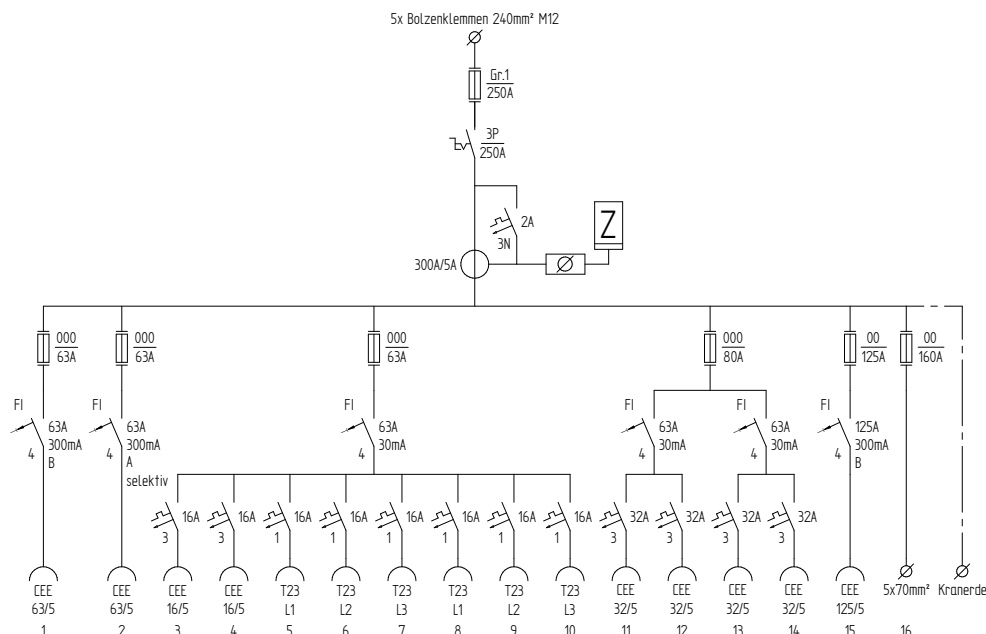 5x Bolzenklemmen 240mm² M12
Gr.1
250A
3P
250A
2A
3N
Z
300A/5A
000
63A
000
63A
000
63A
000
80A
00
125A
00
160A
FI
63A
300mA
4
B
FI
63A
300mA
4
A
selektiv
FI
63A
30mA
4
FI
63A
30mA
4
FI
63A
30mA
4
FI
125A
300mA
4
B
16A
3
16A
3
16A
1
16A
1
16A
1
16A
1
16A
1
16A
1
32A
3
32A
3
32A
3
32A
3
CEE
63/5
1
CEE
63/5
2
CEE
16/5
3
CEE
16/5
4
T23
L1
5
T23
L2
6
T23
L3
7
T23
L1
8
T23
L2
9
T23
L3
10
CEE
32/5
11
CEE
32/5
12
CEE
32/5
13
CEE
32/5
14
CEE
125/5
15
5x70mm²
16
Kranerde